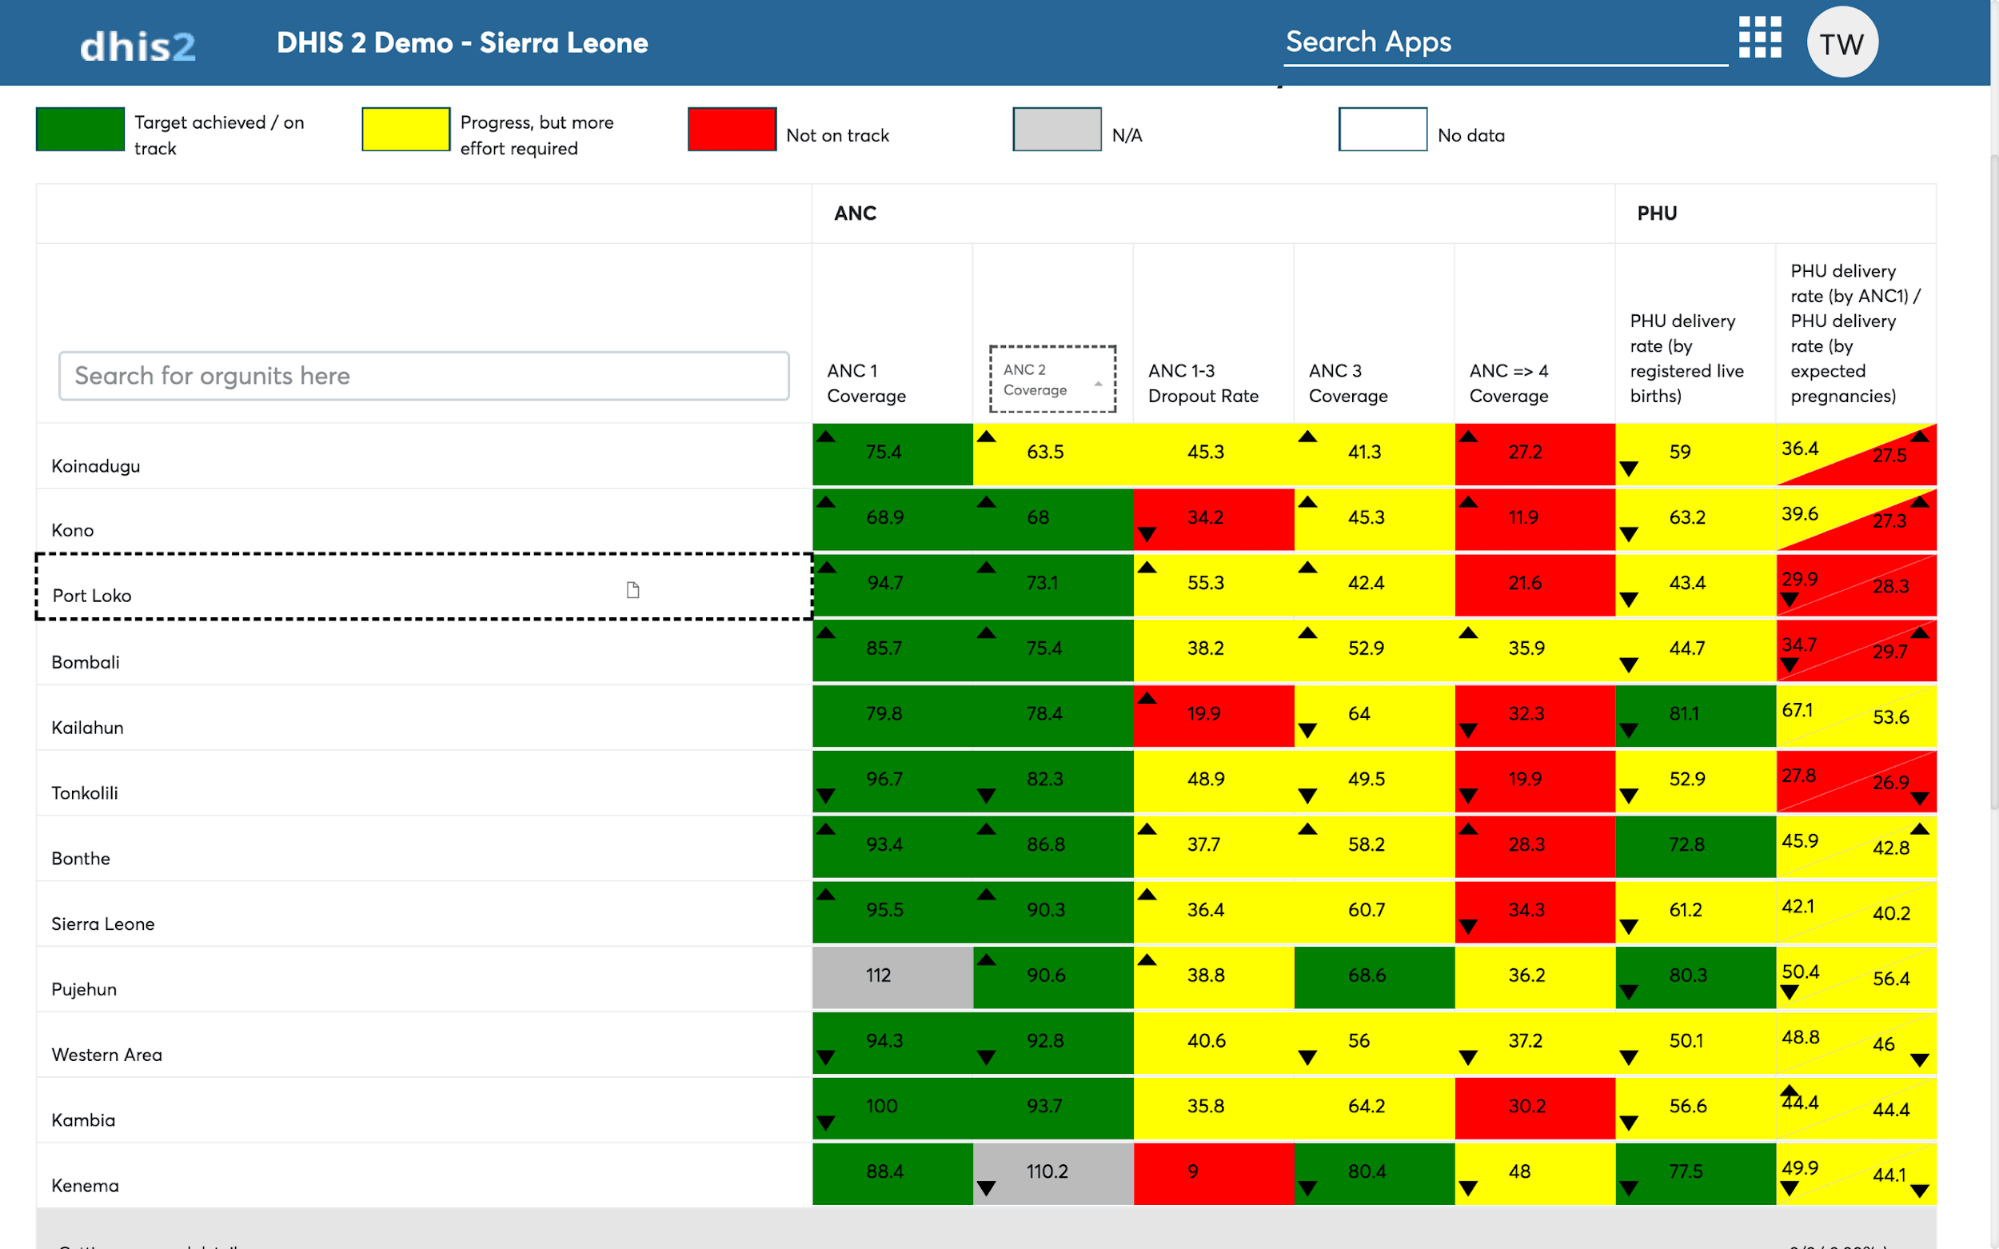 dhis2
DHIS 2 Demo - Sierra Leone
Search Apps
TW
Target achieved / on
track
Progress, but more
effort required
Not on track
N/A
No data
ANC
PHU
Search for orgunits here
ANC 1
Coverage
ANC 2
Coverage
ANC 1-3
Dropout Rate
ANC 3
Coverage
ANC => 4
Coverage
PHU delivery
rate (by
registered live
births)
PHU delivery
rate (by ANC1) /
PHU delivery
rate (by
expected
pregnancies)
Koinadugu 75.4 63.5 45.3 41.3 27.2 59 36.4 27.5
Kono 68.9 68 34.2 45.3 11.9 63.2 39.6 27.3
Port Loko 94.7 73.1 55.3 42.4 21.6 43.4 29.9 28.3
Bombali 85.7 75.4 38.2 52.9 35.9 44.7 34.7 29.7
Kailahun 79.8 78.4 19.9 64 32.3 81.1 67.1 53.6
Tonkolili 96.7 82.3 48.9 49.5 19.9 52.9 27.8 26.9
Bonthe 93.4 86.8 37.7 58.2 28.3 72.8 45.9 42.8
Sierra Leone 95.5 90.3 36.4 60.7 34.3 61.2 42.1 40.2
Pujehun 112 90.6 38.8 68.6 36.2 80.3 50.4 56.4
Western Area 94.3 92.8 40.6 56 37.2 50.1 48.8 46
Kambia 100 93.7 35.8 64.2 30.2 56.6 44.4 44.4
Kenema 88.4 110.2 9 80.4 48 77.5 49.9 44.1